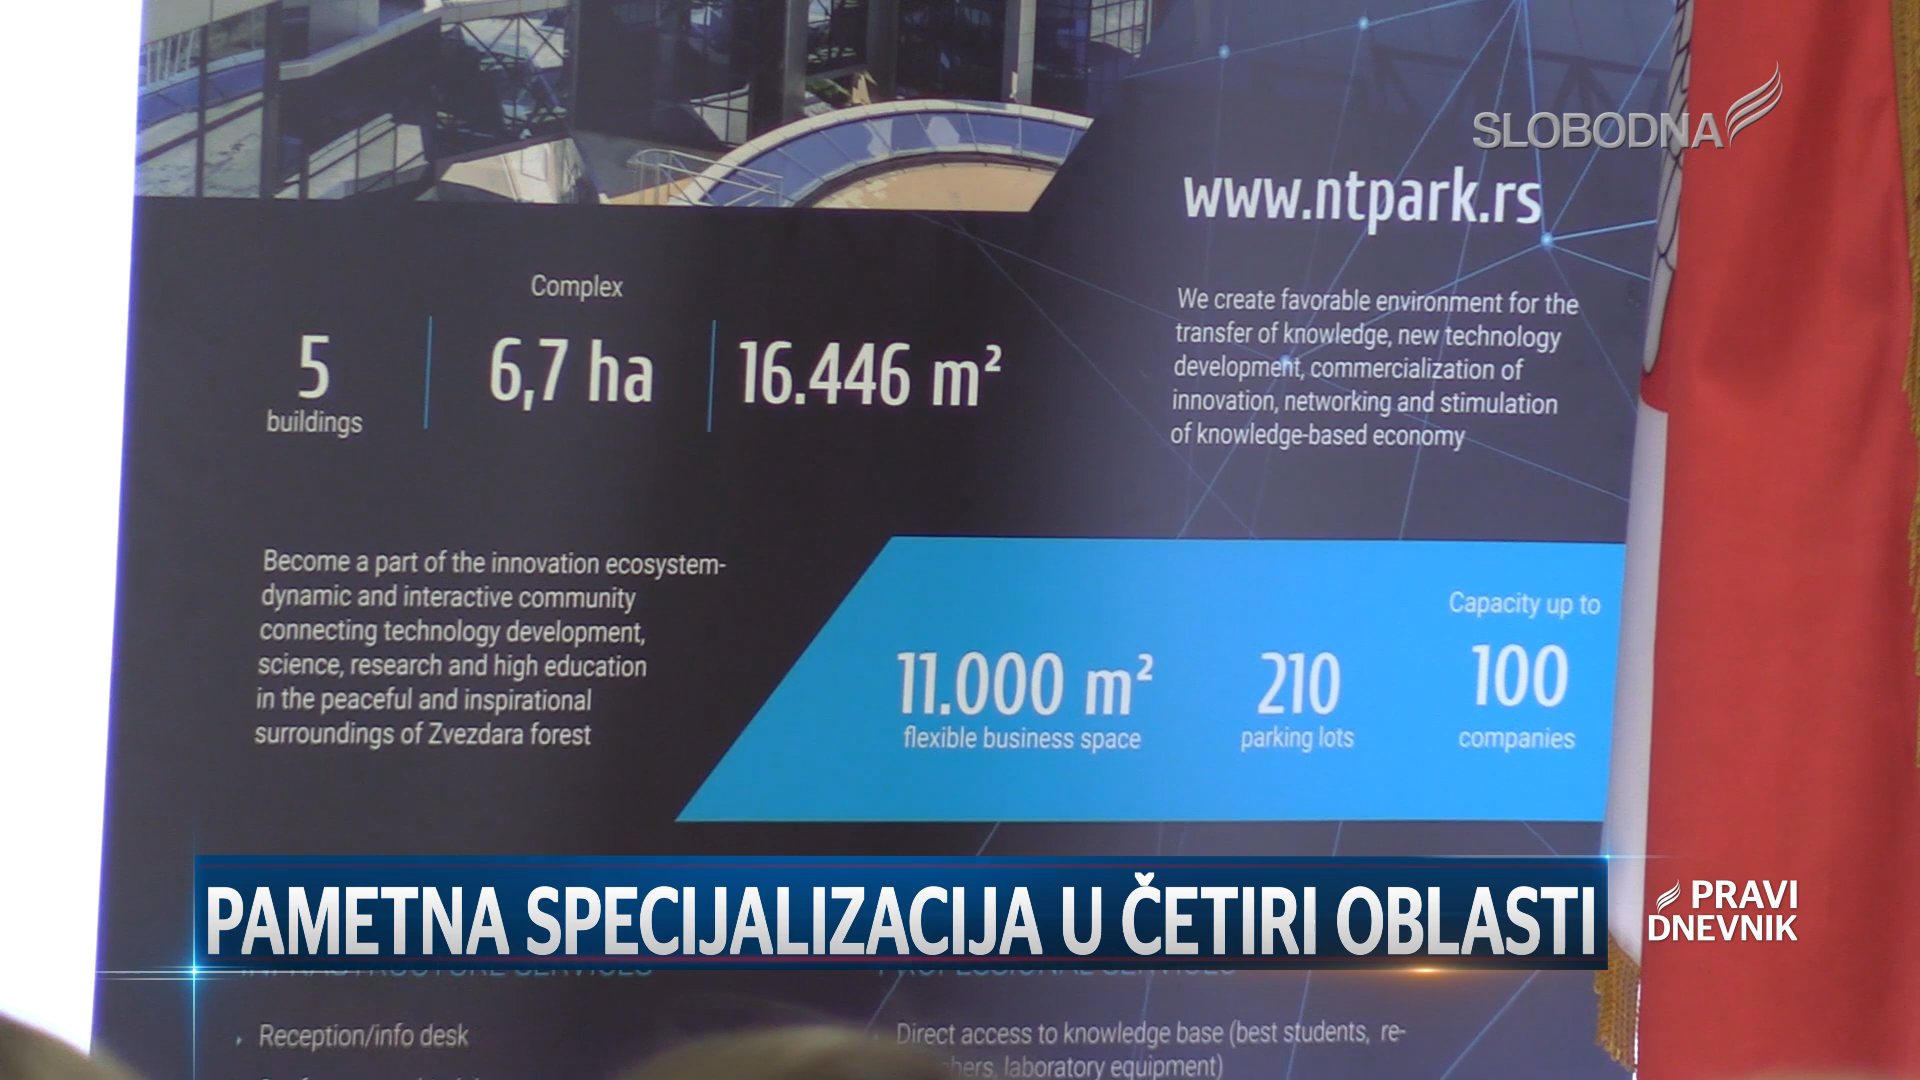 SLOBODNA
www.ntpark.rs
Complex
5
buildings
6,7 ha
16.446 m²
We create favorable environment for the
transfer of knowledge, new technology
development, commercialization of
innovation, networking and stimulation
of knowledge-based economy
Become a part of the innovation ecosystem-
dynamic and interactive community
connecting technology development,
science, research and high education
in the peaceful and inspirational
surroundings of Zvezdara forest
11.000 m²
flexible business space
210
parking lots
Capacity up to
100
companies
PAMETNA SPECIJALIZACIJA U ČETIRI OBLASTI
PRAVI
DNEVNIK
Reception/info desk
Direct access to knowledge base (best students, re-
laboratory equipment)